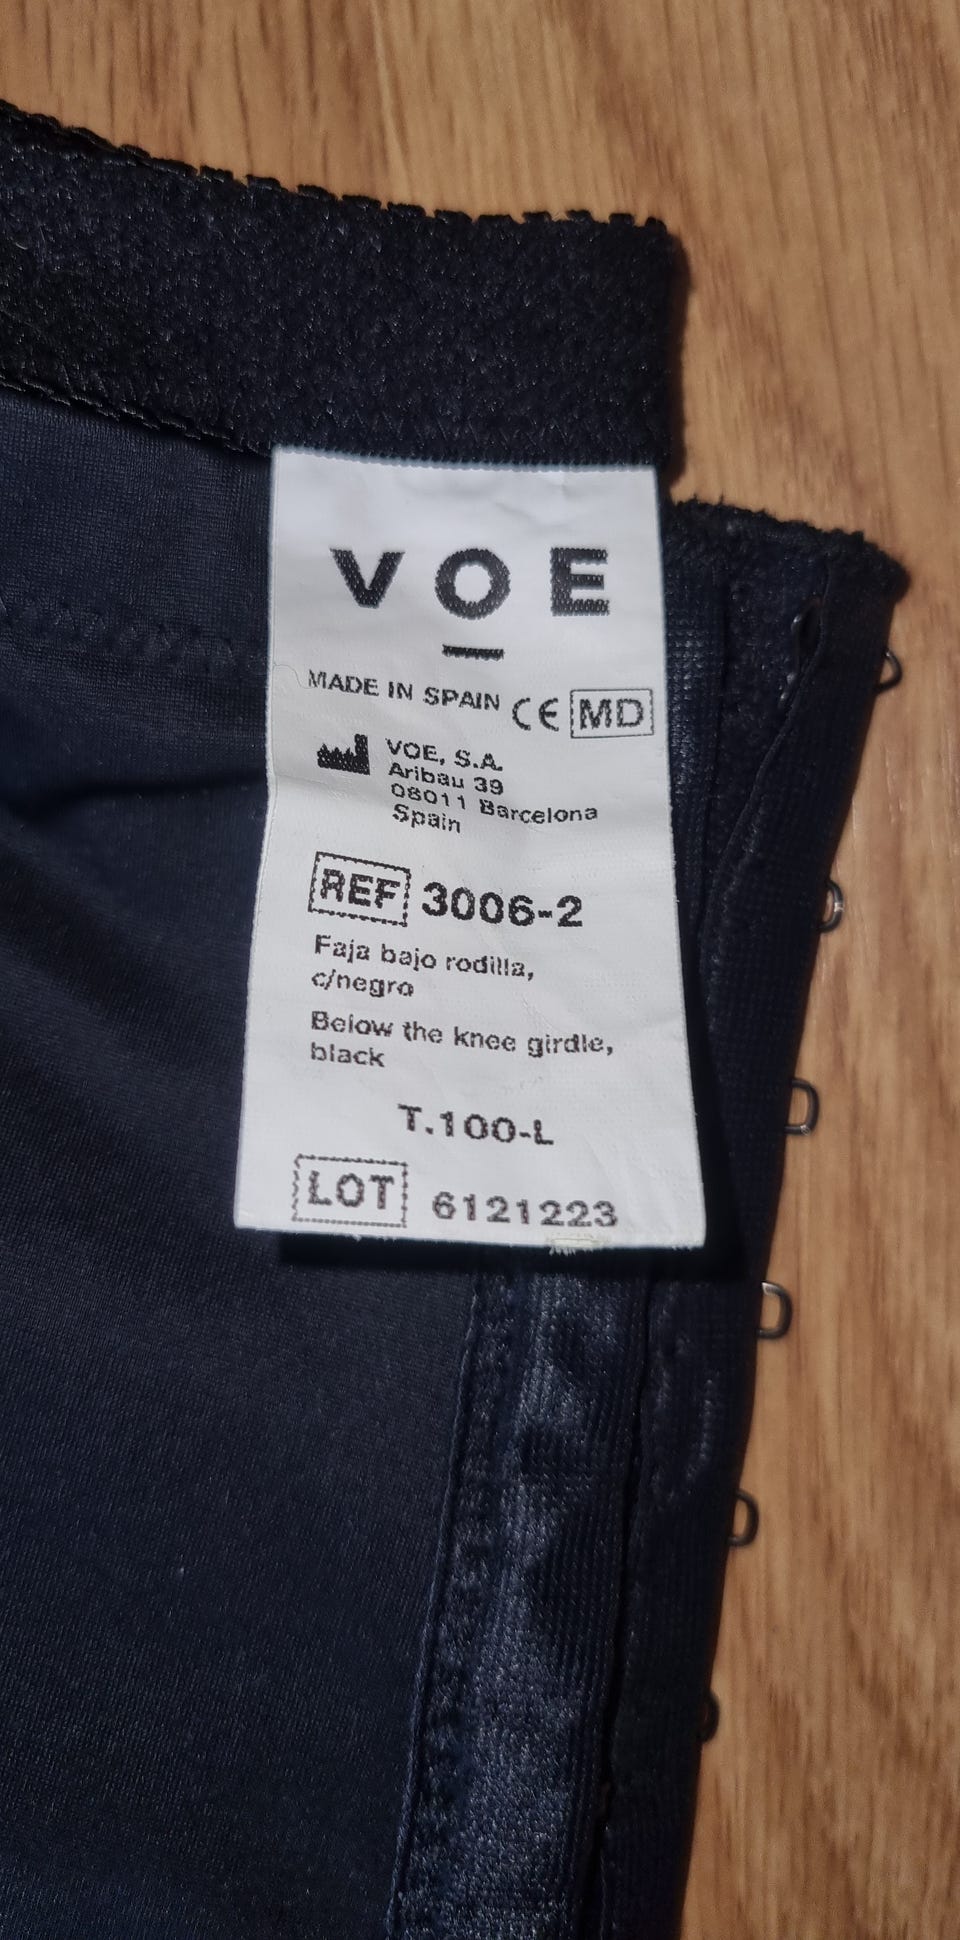 VOE
MADE IN SPAIN CE MD
VOE, S.A.
Aribau 39
08011 Barcelona
Spain
REF 3006-2
Faja bajo rodilla,
c/negro
Below the knee girdle,
black
T.100-L
LOT 6121223